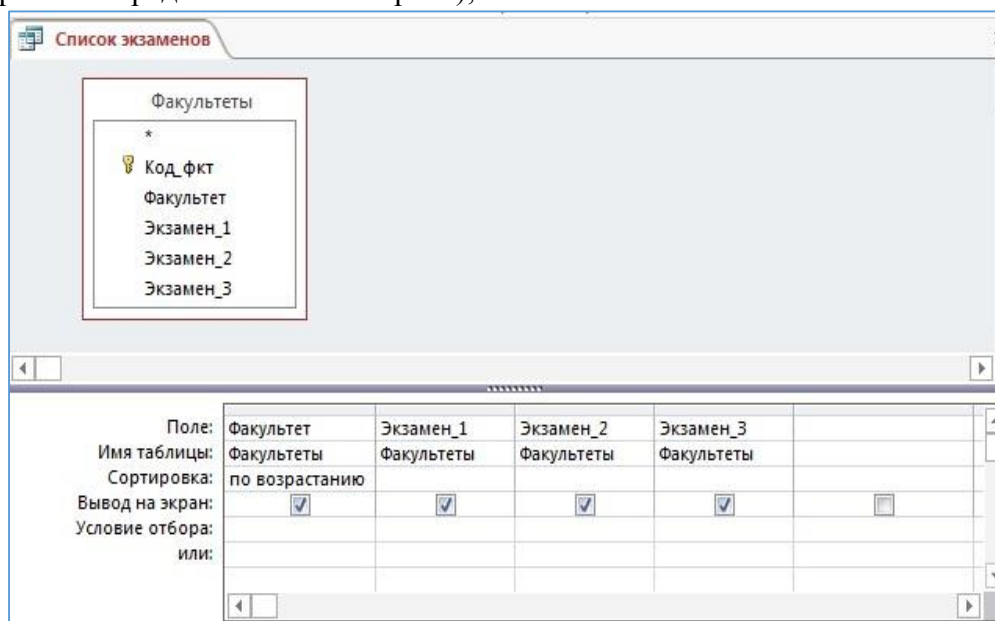 Список экзаменов
Факультеты
*
Код_фкт
Факультет
Экзамен_1
Экзамен_2
Экзамен_3
Поле: Факультет Экзамен_1 Экзамен_2 Экзамен_3
Имя таблицы: Факультеты Факультеты Факультеты Факультеты
Сортировка: по возрастанию
Вывод на экран:
Условие отбора:
или: